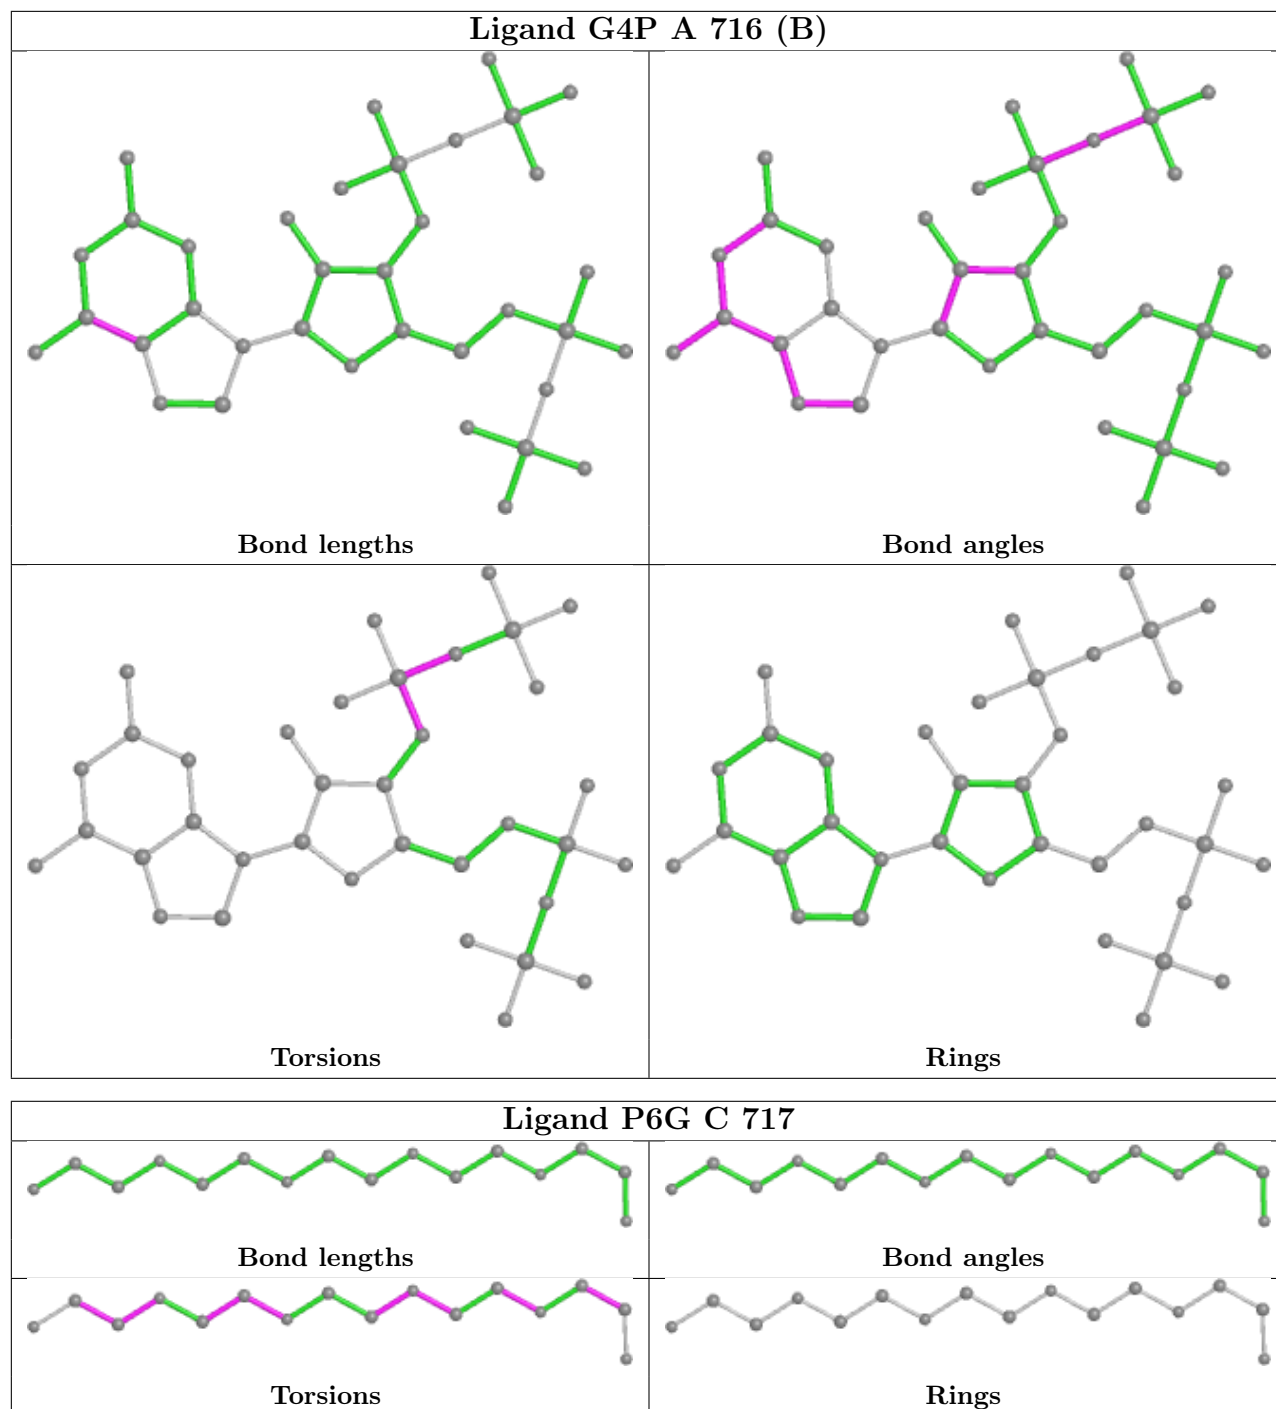 Ligand G4P A 716 (B)
Bond lengths
Bond angles
Torsions
Rings
Ligand P6G C 717
Bond lengths
Bond angles
Torsions
Rings